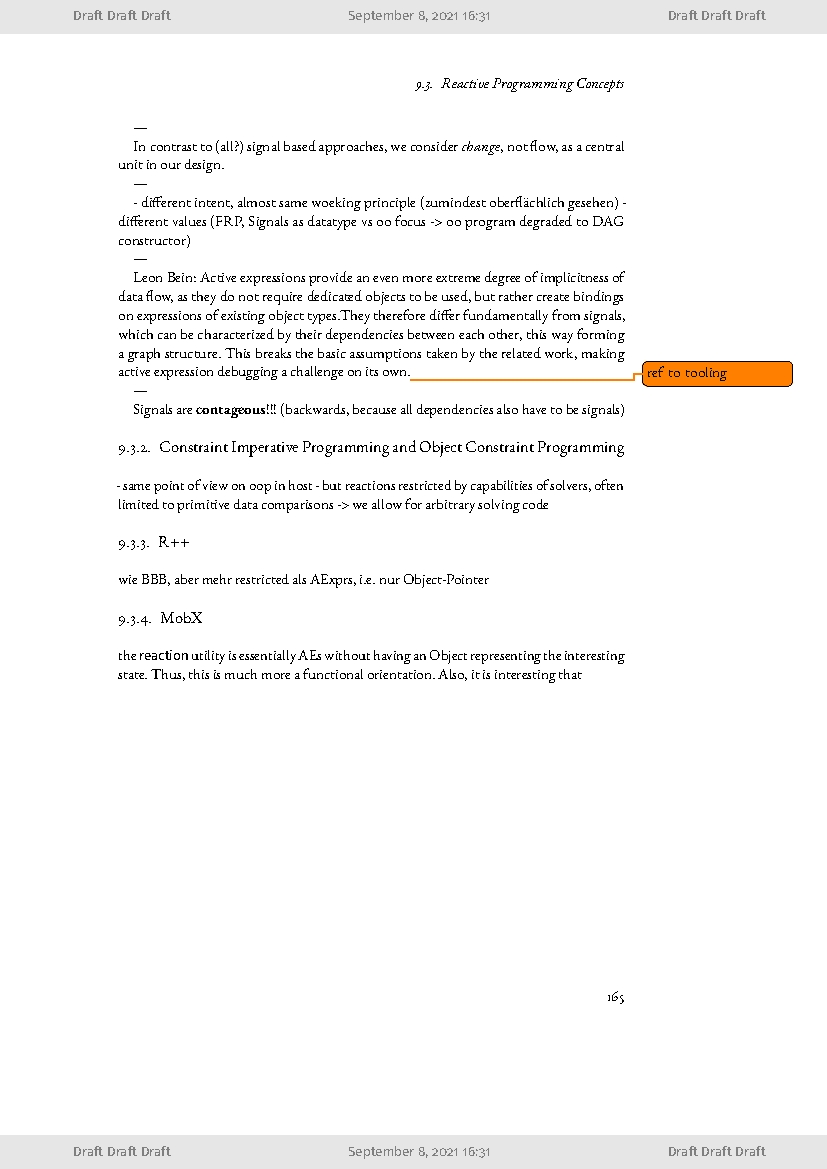 Draft Draft Draft September 8, 2021 16:31 Draft Draft Draft
9.3. Reactive Programming Concepts
—
In contrast to (all?) signal based approaches, we consider change, not flow, as a central
unit in our design.
—
- different intent, almost same woeking principle (zumindest oberflächlich gesehen) -
different values (FRP, Signals as datatype vs oo focus -> oo program degraded to DAG
constructor)
—
Leon Bein: Active expressions provide an even more extreme degree of implicitness of
data flow, as they do not require dedicated objects to be used, but rather create bindings
on expressions of existing object types.They therefore differ fundamentally from signals,
which can be characterized by their dependencies between each other, this way forming
a graph structure. This breaks the basic assumptions taken by the related work, making
active expression debugging a challenge on its own.
ref to tooling
—
Signals are contageous!!! (backwards, because all dependencies also have to be signals)
9.3.2. Constraint Imperative Programming and Object Constraint Programming
- same point of view on oop in host - but reactions restricted by capabilities of solvers, often
limited to primitive data comparisons -> we allow for arbitrary solving code
9.3.3. R++
wie BBB, aber mehr restricted als AExprs, i.e. nur Object-Pointer
9.3.4. MobX
the reaction utility is essentially AEs without having an Object representing the interesting
state. Thus, this is much more a functional orientation. Also, it is interesting that
165
Draft Draft Draft September 8, 2021 16:31 Draft Draft Draft